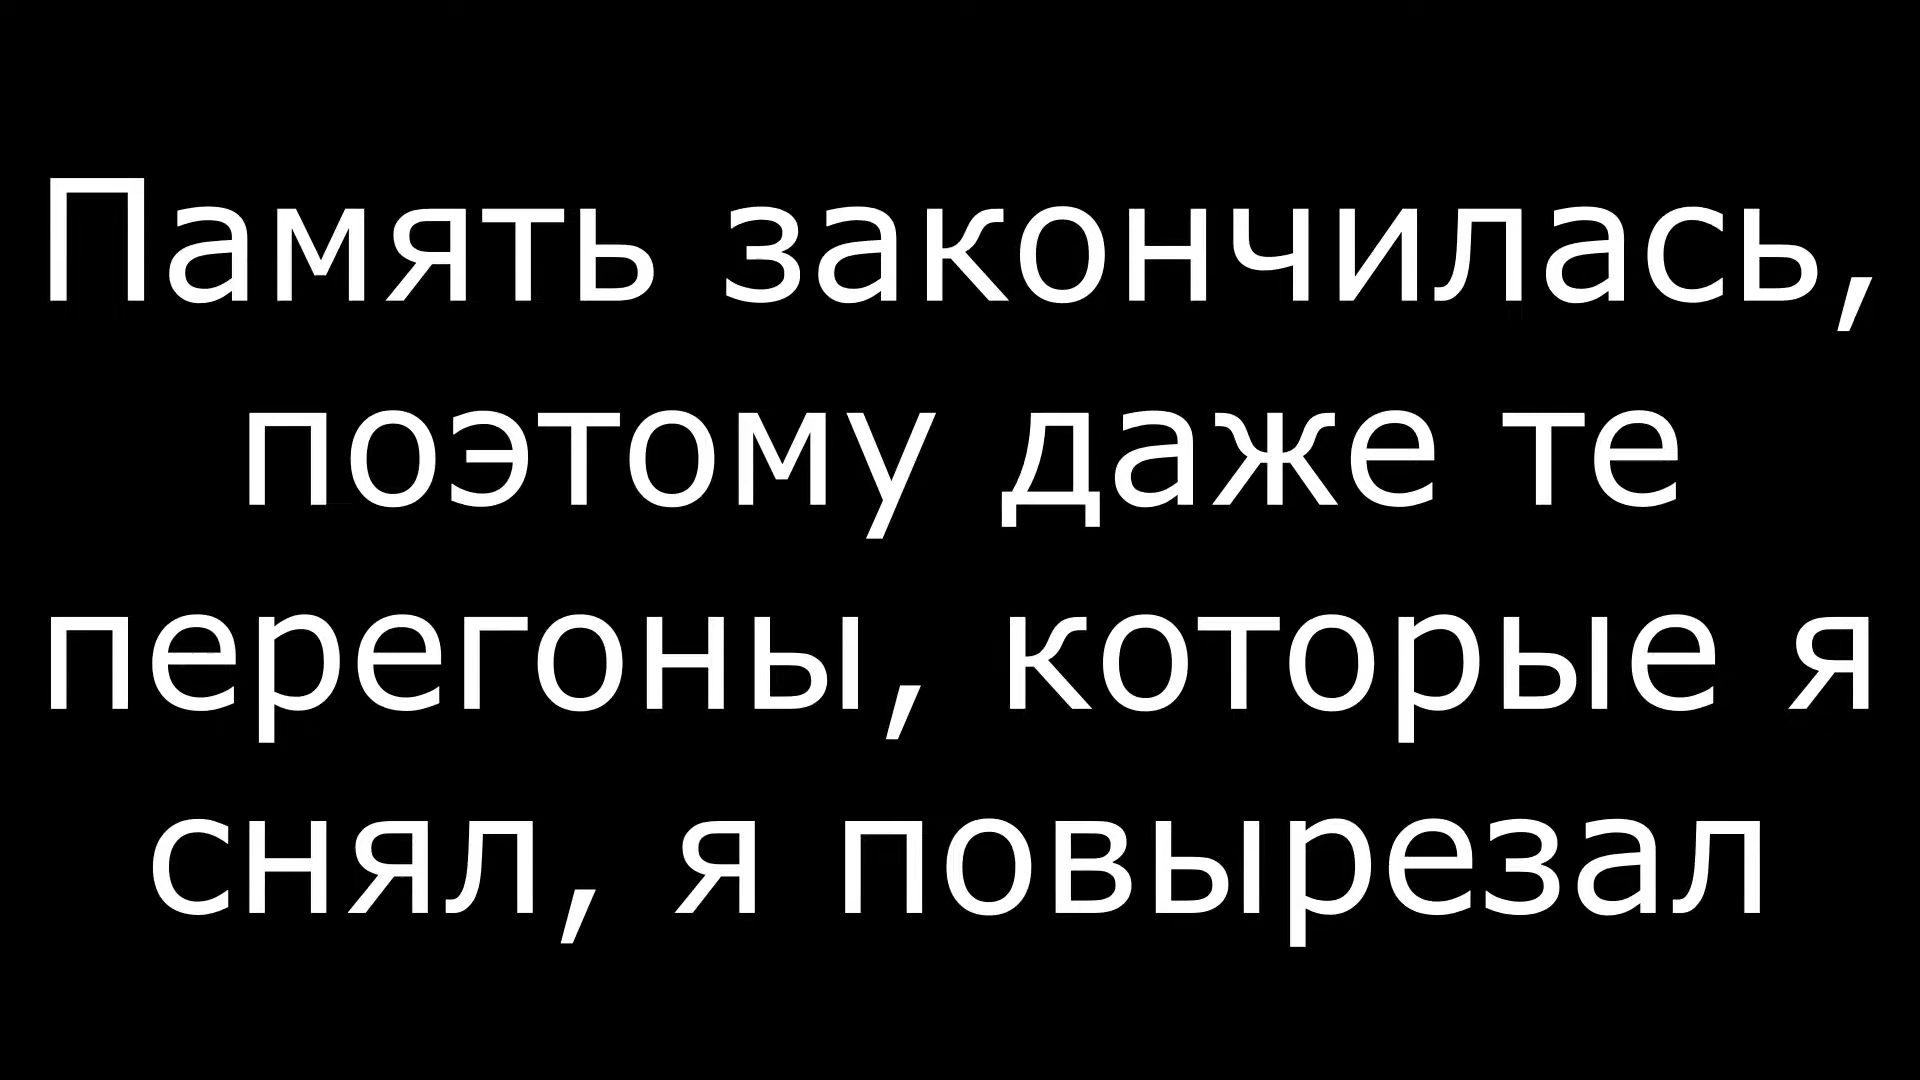 Память закончилась,
поэтому даже те
перегоны, которые я
снял, я повырезал